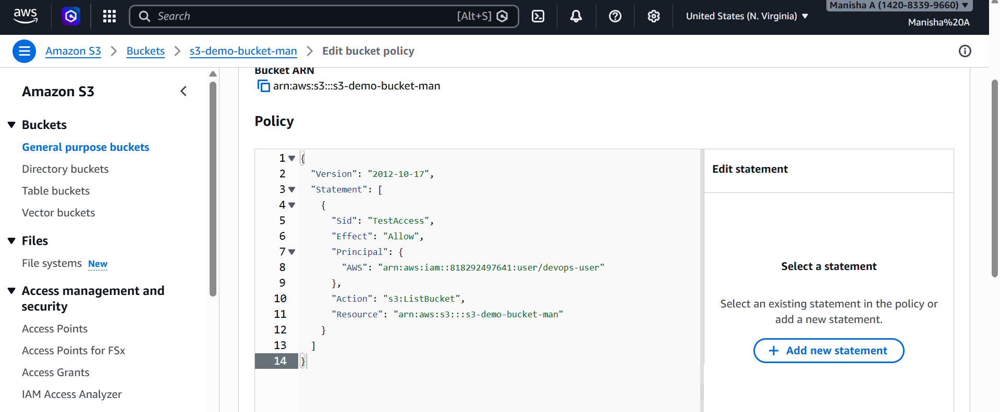 aws
Search [Alt+S]
United States (N. Virginia)
Manisha A (1420-8339-9660)
Manisha%20A
Amazon S3 Buckets s3-demo-bucket-man Edit bucket policy
Amazon S3
Buckets
General purpose buckets
Directory buckets
Table buckets
Vector buckets
Files
File systems New
Access management and
security
Access Points
Access Points for FSx
Access Grants
IAM Access Analyzer
Bucket ARN
arn:aws:s3:::s3-demo-bucket-man
Policy
1 {
2 "Version": "2012-10-17",
3 "Statement": [
4 {
5 "Sid": "TestAccess",
6 "Effect": "Allow",
7 "Principal": {
8 "AWS": "arn:aws:iam::818292497641:user/devops-user"
9 },
10 "Action": "s3:ListBucket",
11 "Resource": "arn:aws:s3:::s3-demo-bucket-man"
12 }
13 ]
14 }
Edit statement
Select a statement
Select an existing statement in the policy or
add a new statement.
+ Add new statement